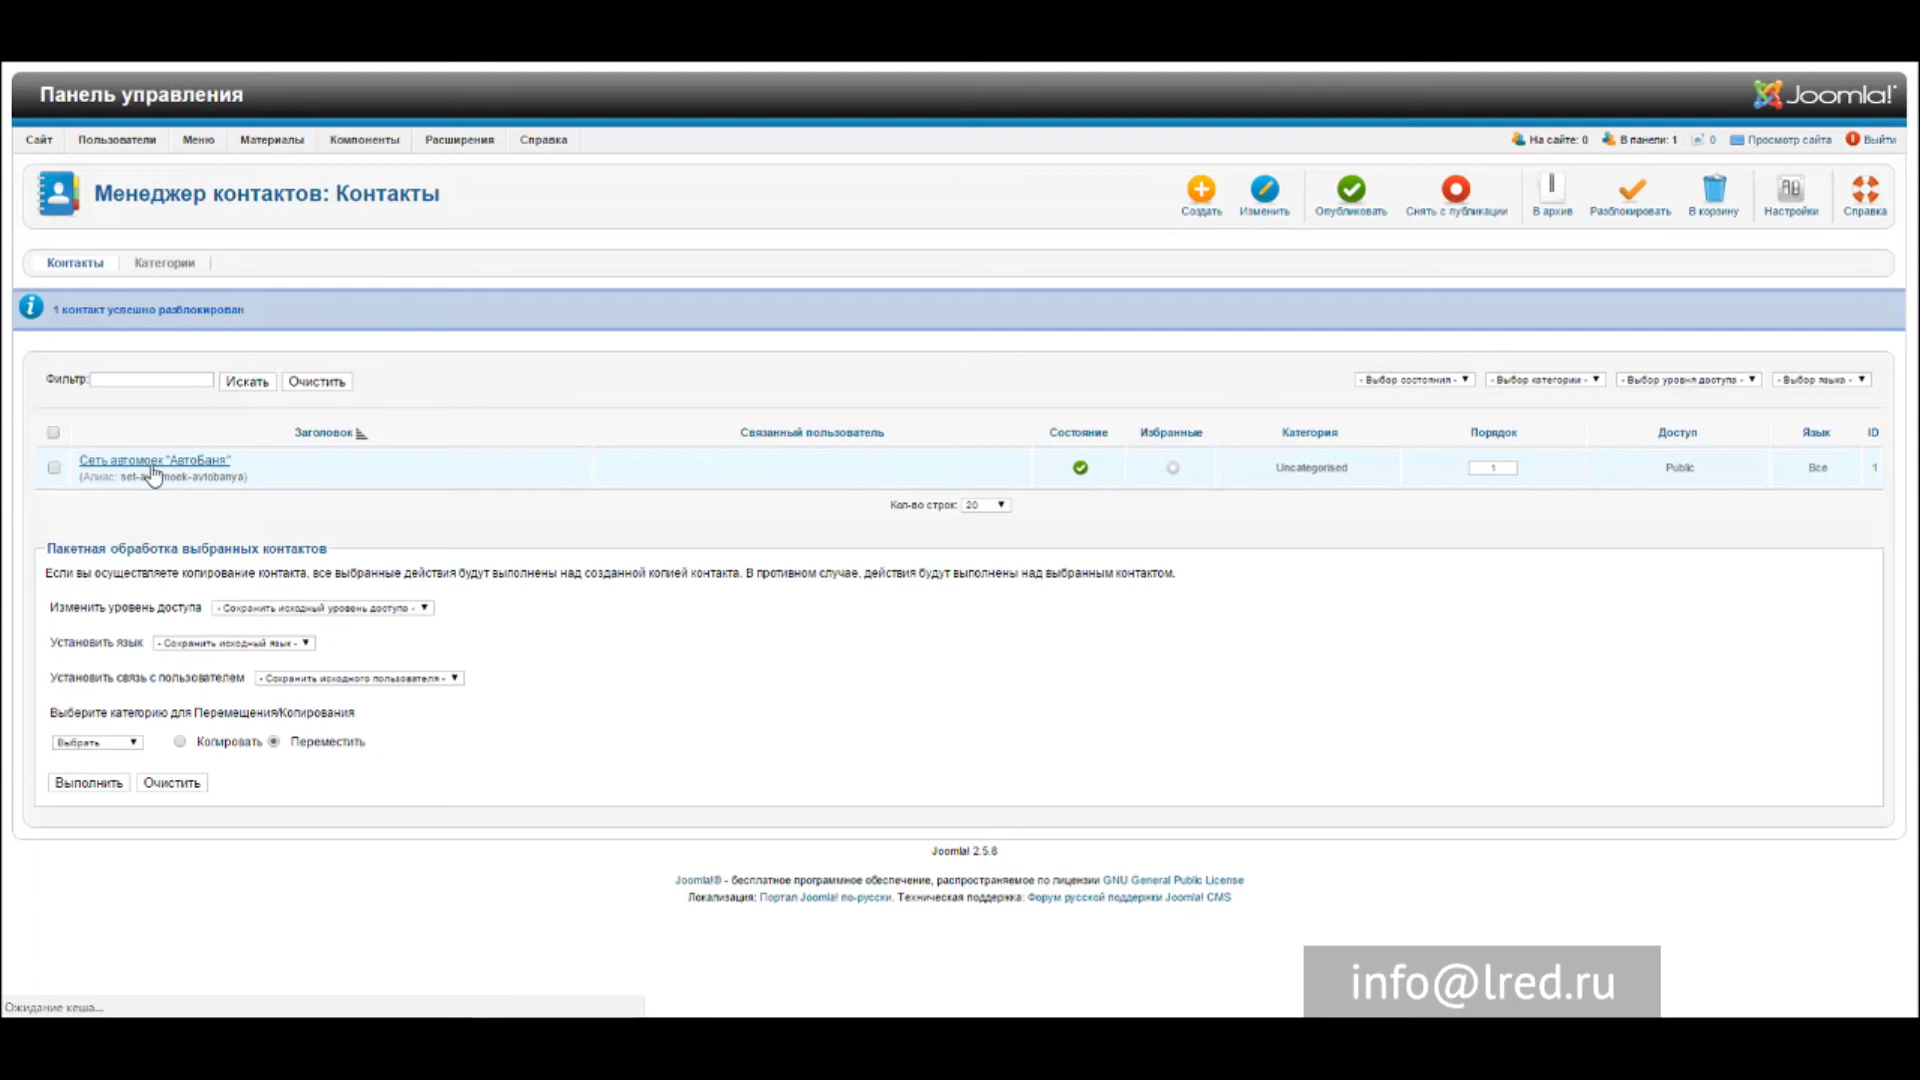 Панель управления
Joomla!
Сайт Пользователи Меню Материалы Компоненты Расширения Справка
На сайте: 0 В панели: 1 0 Просмотр сайта Выйти
Менеджер контактов: Контакты
Создать Изменить Опубликовать Снять с публикации В архив Разблокировать В корзину Настройки Справка
Контакты Категории
1 контакт успешно разблокирован
Фильтр: Искать Очистить
- Выбор состояния - - Выбор категории - - Выбор уровня доступа - - Выбор языка -
Заголовок Связанный пользователь Состояние Избранные Категория Порядок Доступ Язык ID
Сеть автомоек "АвтоБаня" Uncategorised 1 Public Все 1
(Алиас: set-a moek-avtobanya)
Кол-во строк: 20
Пакетная обработка выбранных контактов
Если вы осуществляете копирование контакта, все выбранные действия будут выполнены над созданной копией контакта. В противном случае, действия будут выполнены над выбранным контактом.
Изменить уровень доступа - Сохранить исходный уровень доступа -
Установить язык - Сохранить исходный язык -
Установить связь с пользователем - Сохранить исходного пользователя -
Выберите категорию для Перемещения/Копирования
Выбрать Копировать Переместить
Выполнить Очистить
Joomla! 2.5.6
Joomla!® - бесплатное программное обеспечение, распространяемое по лицензии GNU General Public License
Локализация: Портал Joomla! по-русски. Техническая поддержка: Форум русской поддержки Joomla! CMS
info@lred.ru
Ожидание кеша...